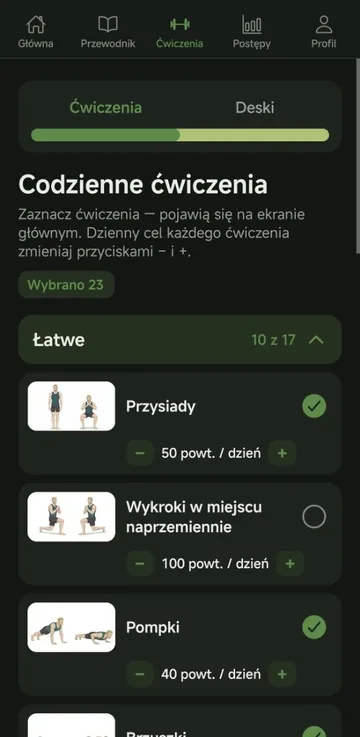 Główna
Przewodnik
Ćwiczenia
Postępy
Profil
Ćwiczenia
Deski
Codzienne ćwiczenia
Zaznacz ćwiczenia — pojawią się na ekranie
głównym. Dzienny cel każdego ćwiczenia
zmieniaj przyciskami − i +.
Wybrano 23
Łatwe
10 z 17
Przysiady
− 50 powt. / dzień +
Wykroki w miejscu
naprzemiennie
− 100 powt. / dzień +
Pompki
− 40 powt. / dzień +
Brzuszki